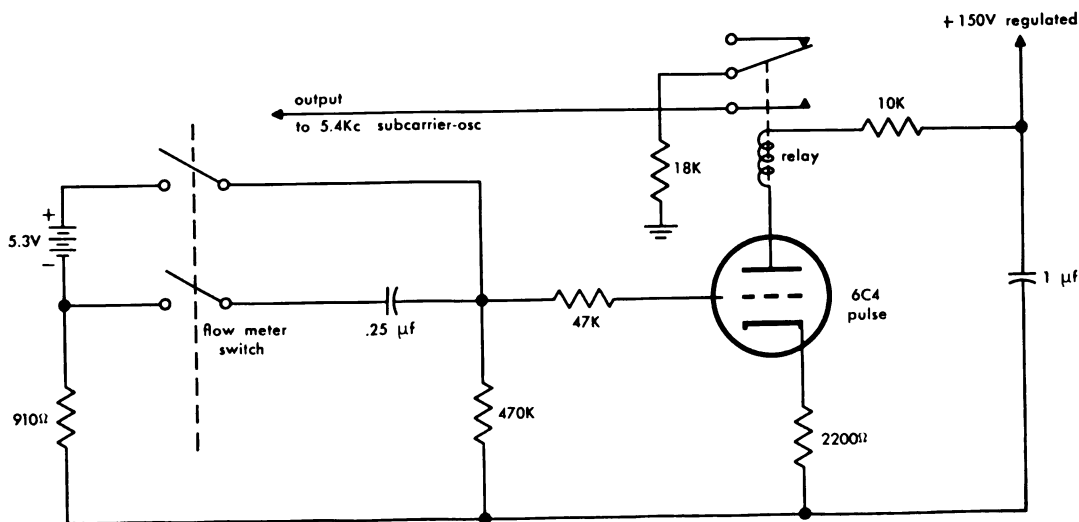 + 150V regulated
output
to 5.4Kc subcarrier-osc
10K
relay
18K
+
5.3V
–
1 µf
6C4
pulse
47K
.25 µf
flow meter
switch
910Ω
470K
2200Ω